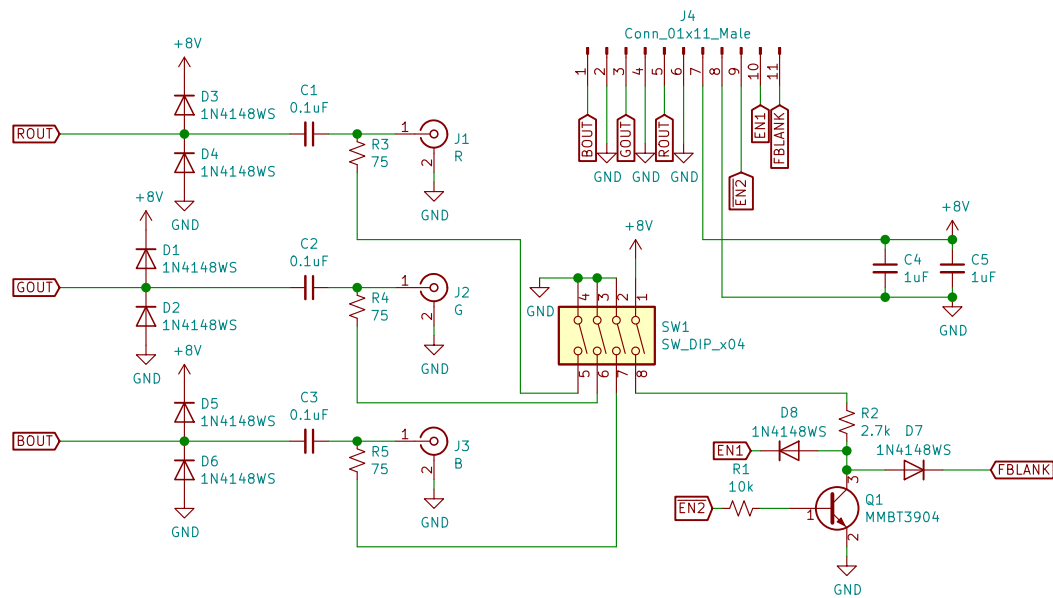 J4
Conn_01x11_Male
1
2
3
4
5
6
7
8
9
10
11
BOUT
GOUT
ROUT
EN1
FBLANK
EN2
GND
GND
GND
+8V
D3
1N4148WS
C1
0.1uF
ROUT
1
J1
R
2
R3
75
D4
1N4148WS
GND
GND
+8V
D1
1N4148WS
C2
0.1uF
GOUT
1
J2
G
2
R4
75
D2
1N4148WS
GND
GND
+8V
D5
1N4148WS
C3
0.1uF
BOUT
1
J3
B
2
R5
75
D6
1N4148WS
GND
GND
+8V
GND
4
3
2
1
SW1
SW_DIP_x04
5
6
7
8
+8V
C4
1uF
C5
1uF
GND
D8
1N4148WS
R2
2.7k
D7
1N4148WS
EN1
FBLANK
R1
10k
EN2
1
3
Q1
MMBT3904
2
GND